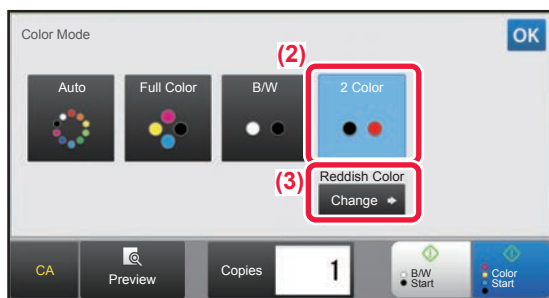 Color Mode
OK
(2)
Auto
Full Color
B/W
2 Color
(3)
Reddish Color
Change
CA
Preview
Copies
1
B/W
Start
Color
Start